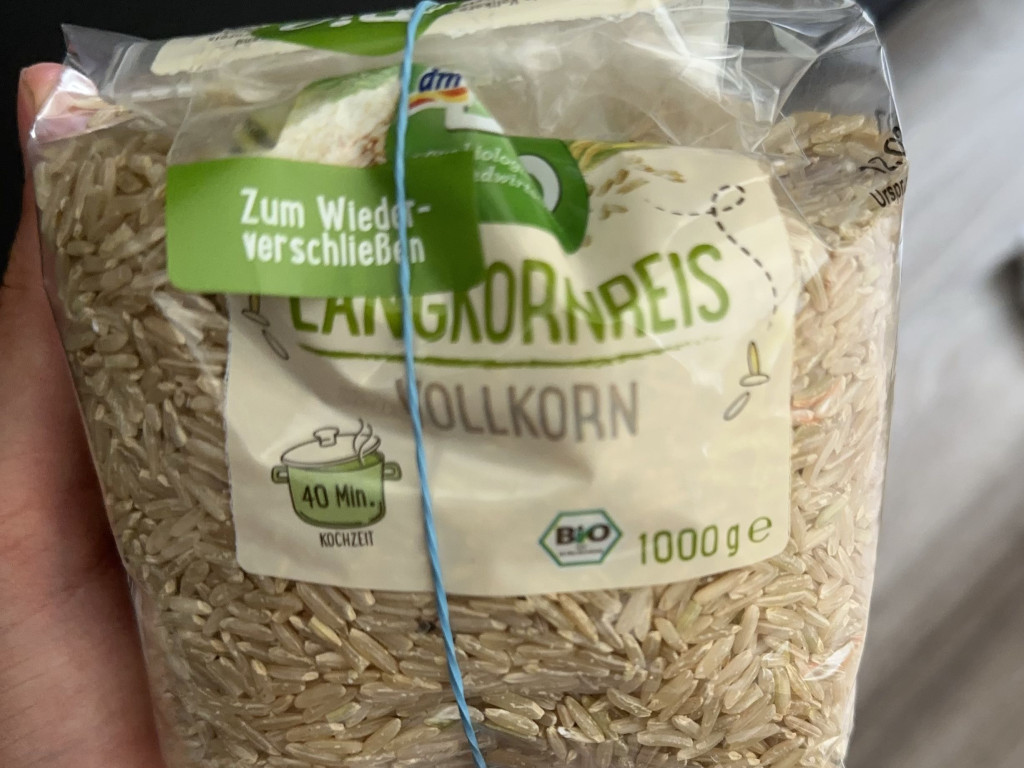 dm
Zum Wieder-
verschließen
LANGKORNREIS
VOLLKORN
40 Min.
KOCHZEIT
BIO
1000 g e